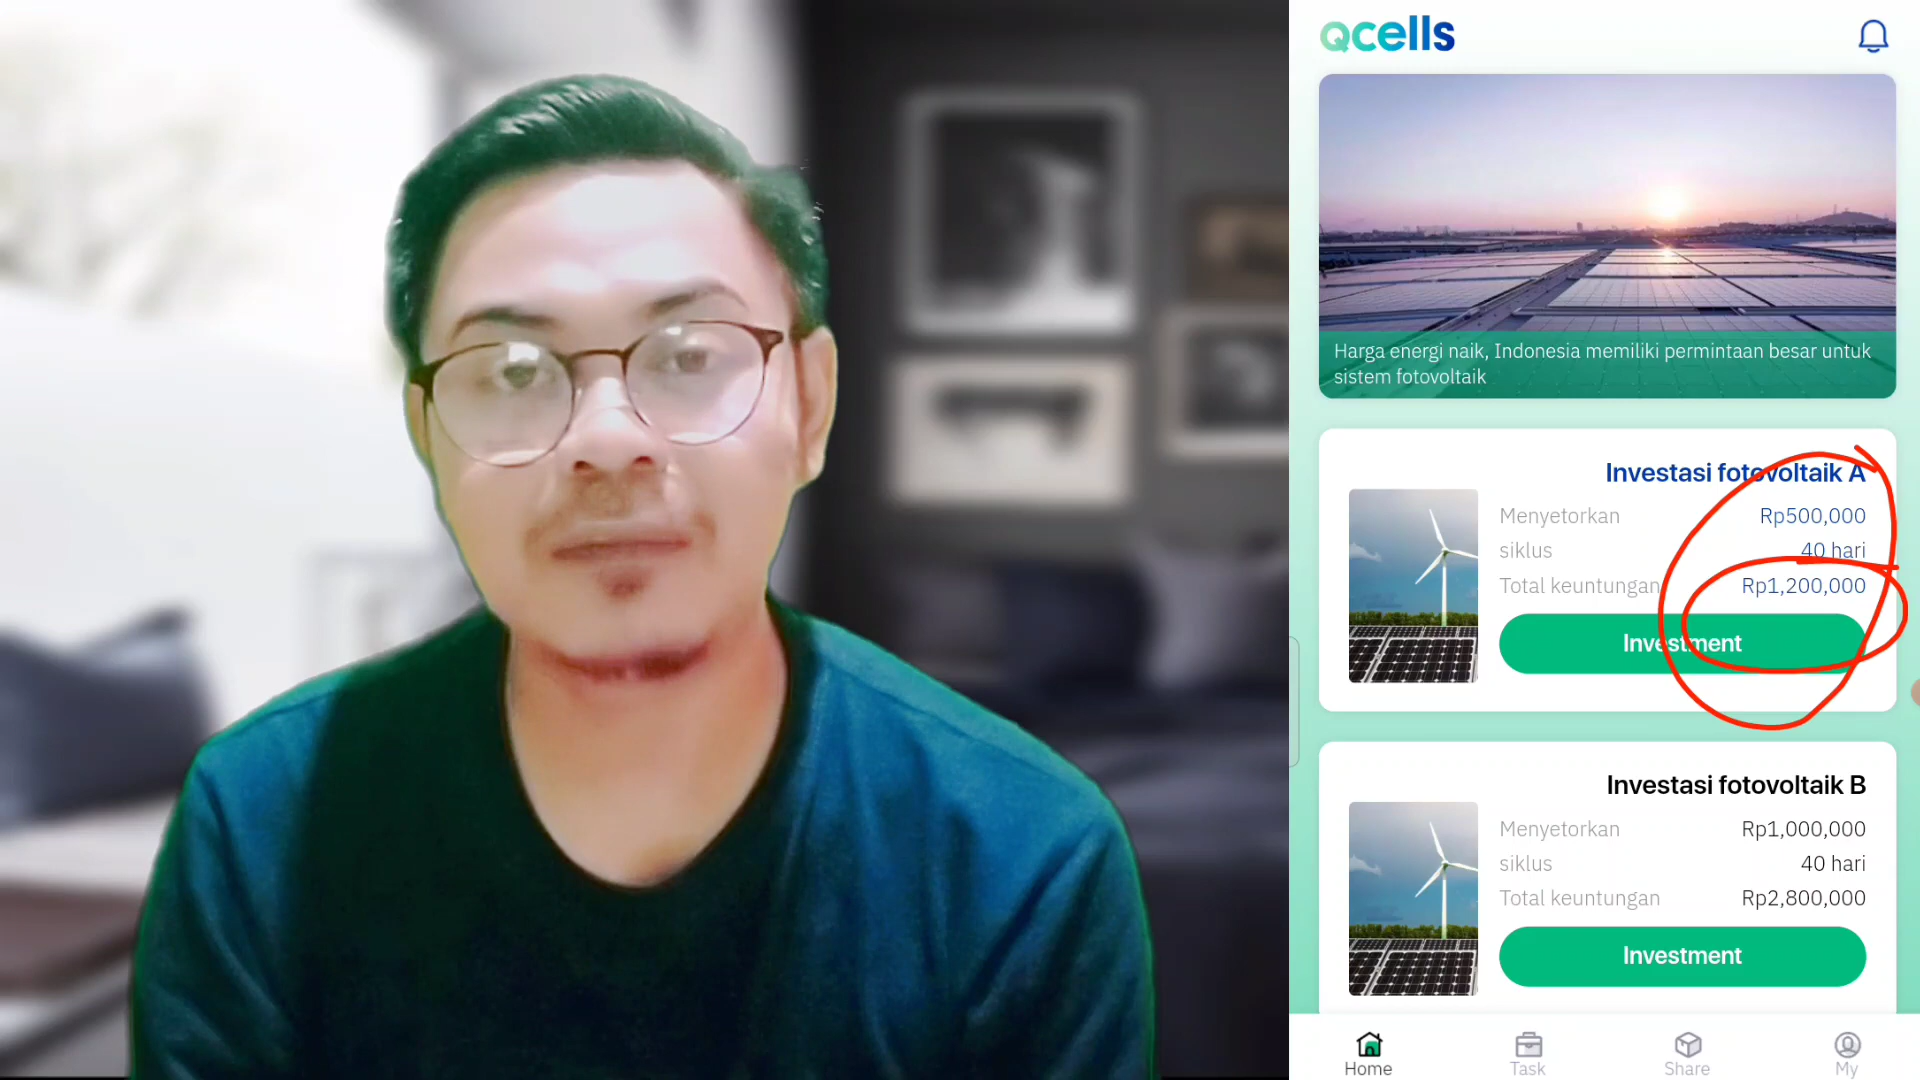 Qcells
Harga energi naik, Indonesia memiliki permintaan besar untuk
sistem fotovoltaik
Investasi fotovoltaik A
Menyetorkan Rp500,000
siklus 40 hari
Total keuntungan Rp1,200,000
Investment
Investasi fotovoltaik B
Menyetorkan Rp1,000,000
siklus 40 hari
Total keuntungan Rp2,800,000
Investment
Home Task Share My